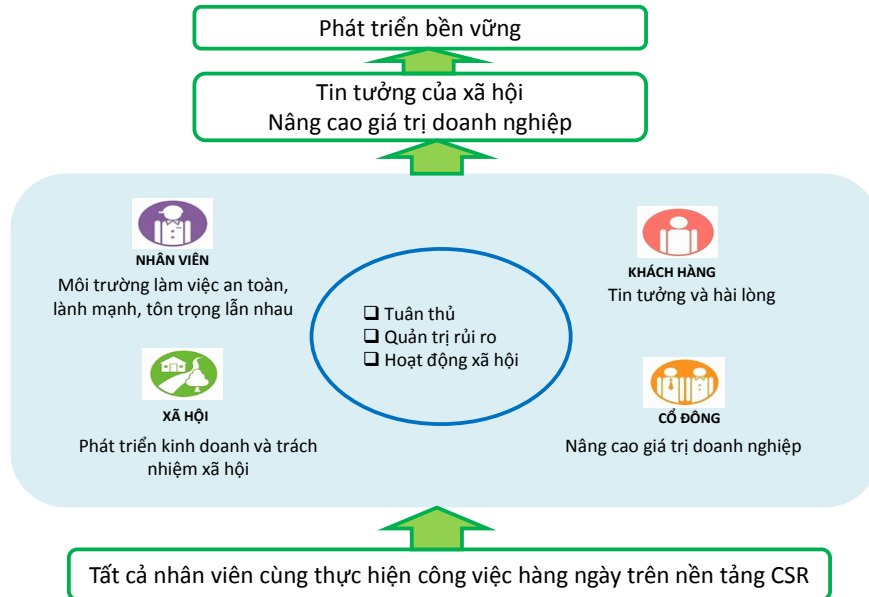 Phát triển bền vững
Tin tưởng của xã hội
Nâng cao giá trị doanh nghiệp
NHÂN VIÊN
Môi trường làm việc an toàn,
lành mạnh, tôn trọng lẫn nhau
KHÁCH HÀNG
Tin tưởng và hài lòng
❑ Tuân thủ
❑ Quản trị rủi ro
❑ Hoạt động xã hội
XÃ HỘI
Phát triển kinh doanh và trách
nhiệm xã hội
CỔ ĐÔNG
Nâng cao giá trị doanh nghiệp
Tất cả nhân viên cùng thực hiện công việc hàng ngày trên nền tảng CSR